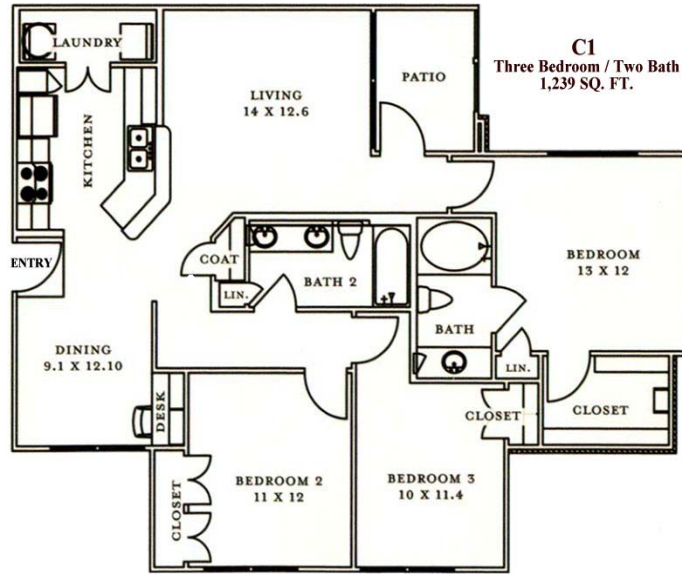 C1
Three Bedroom / Two Bath
1,239 SQ. FT.
LAUNDRY
KITCHEN
LIVING
14 X 12.6
PATIO
ENTRY
COAT
LIN.
BATH 2
BATH
BEDROOM
13 X 12
LIN.
CLOSET
DINING
9.1 X 12.10
DESK
CLOSET
BEDROOM 2
11 X 12
CLOSET
BEDROOM 3
10 X 11.4